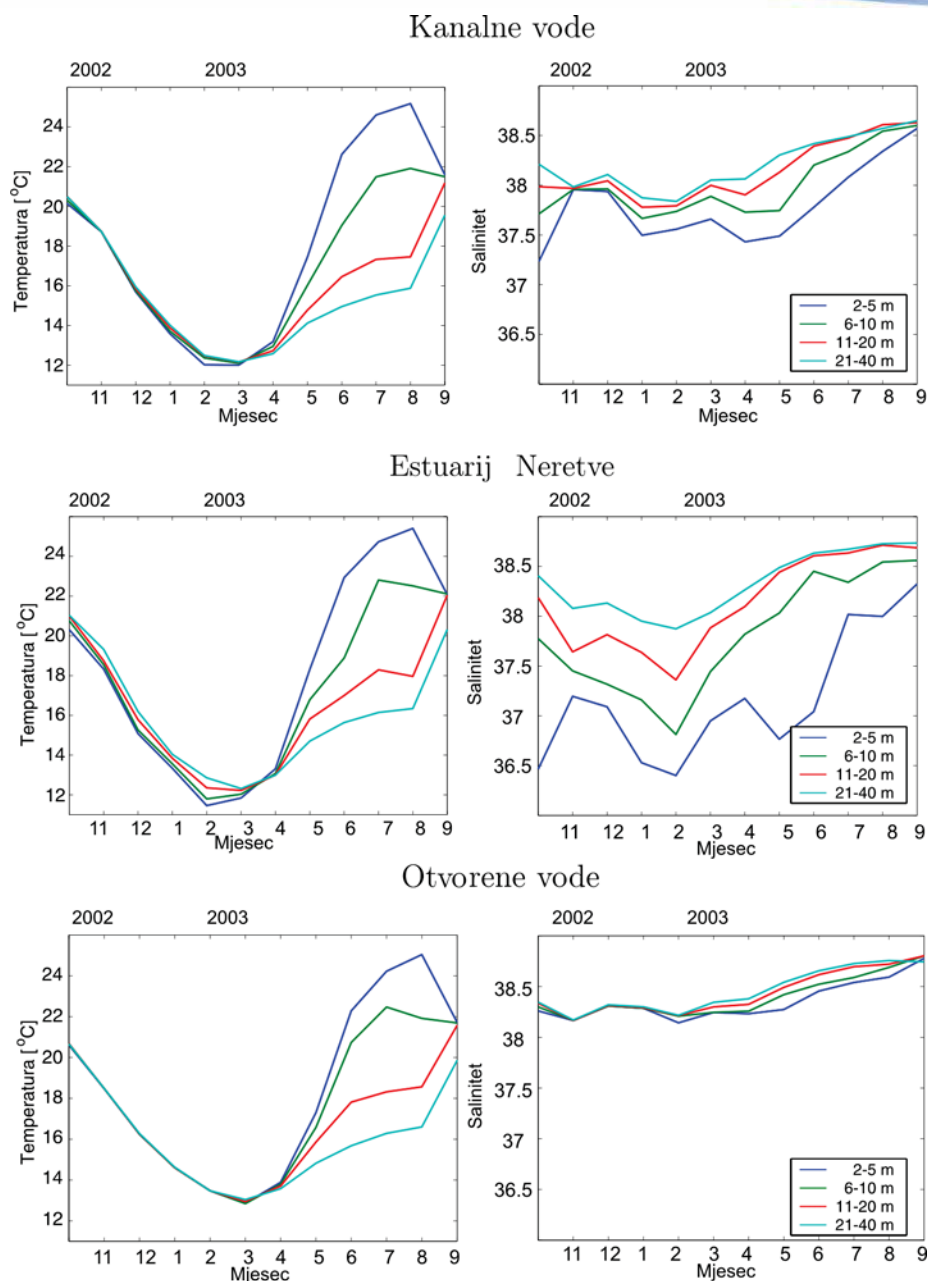 Kanalne vode
2002 2003
2002 2003
Temperatura [°C]
24
22
20
18
16
14
12
11 12 1 2 3 4 5 6 7 8 9
Mjesec
Salinitet
38.5
38
37.5
37
36.5
2-5 m
6-10 m
11-20 m
21-40 m
11 12 1 2 3 4 5 6 7 8 9
Mjesec
Estuarij Neretve
2002 2003
2002 2003
Temperatura [°C]
24
22
20
18
16
14
12
11 12 1 2 3 4 5 6 7 8 9
Mjesec
Salinitet
38.5
38
37.5
37
36.5
2-5 m
6-10 m
11-20 m
21-40 m
11 12 1 2 3 4 5 6 7 8 9
Mjesec
Otvorene vode
2002 2003
2002 2003
Temperatura [°C]
24
22
20
18
16
14
12
11 12 1 2 3 4 5 6 7 8 9
Mjesec
Salinitet
38.5
38
37.5
37
36.5
2-5 m
6-10 m
11-20 m
21-40 m
11 12 1 2 3 4 5 6 7 8 9
Mjesec